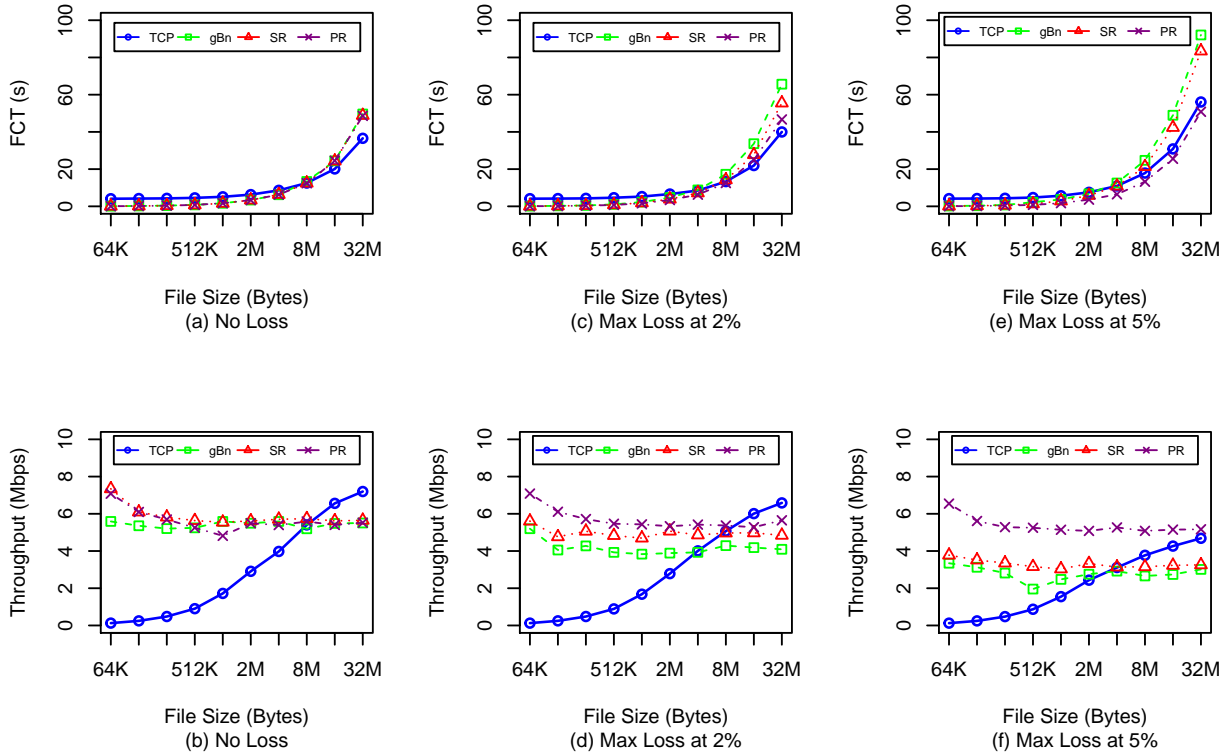 0 20 60 100
FCT (s)
TCP gBn SR PR
64K 512K 2M 8M 32M
File Size (Bytes)
(a) No Loss
0 20 60 100
FCT (s)
TCP gBn SR PR
64K 512K 2M 8M 32M
File Size (Bytes)
(c) Max Loss at 2%
0 20 60 100
FCT (s)
TCP gBn SR PR
64K 512K 2M 8M 32M
File Size (Bytes)
(e) Max Loss at 5%
0 2 4 6 8 10
Throughput (Mbps)
TCP gBn SR PR
64K 512K 2M 8M 32M
File Size (Bytes)
(b) No Loss
0 2 4 6 8 10
Throughput (Mbps)
TCP gBn SR PR
64K 512K 2M 8M 32M
File Size (Bytes)
(d) Max Loss at 2%
0 2 4 6 8 10
Throughput (Mbps)
TCP gBn SR PR
64K 512K 2M 8M 32M
File Size (Bytes)
(f) Max Loss at 5%